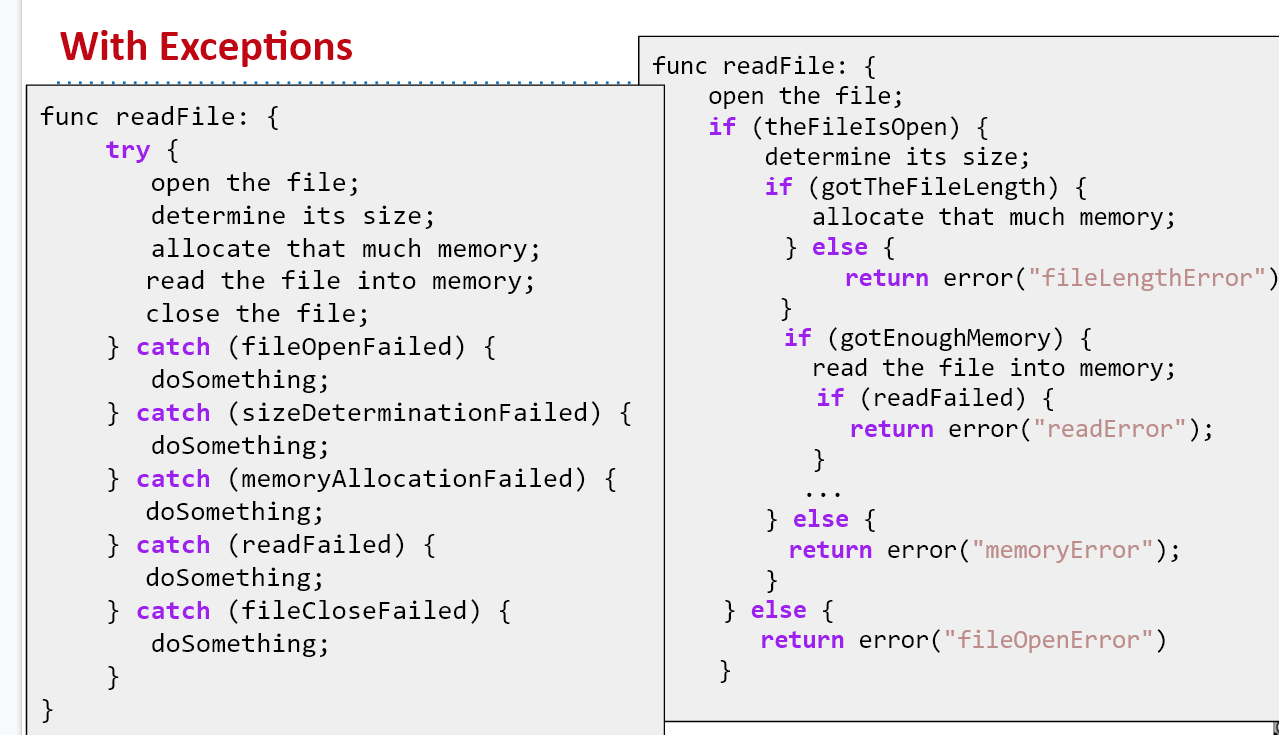 With Exceptions
func readFile: {
try {
open the file;
determine its size;
allocate that much memory;
read the file into memory;
close the file;
} catch (fileOpenFailed) {
doSomething;
} catch (sizeDeterminationFailed) {
doSomething;
} catch (memoryAllocationFailed) {
doSomething;
} catch (readFailed) {
doSomething;
} catch (fileCloseFailed) {
doSomething;
}
}
func readFile: {
open the file;
if (theFileIsOpen) {
determine its size;
if (gotTheFileLength) {
allocate that much memory;
} else {
return error("fileLengthError")
}
if (gotEnoughMemory) {
read the file into memory;
if (readFailed) {
return error("readError");
}
...
} else {
return error("memoryError");
}
} else {
return error("fileOpenError")
}